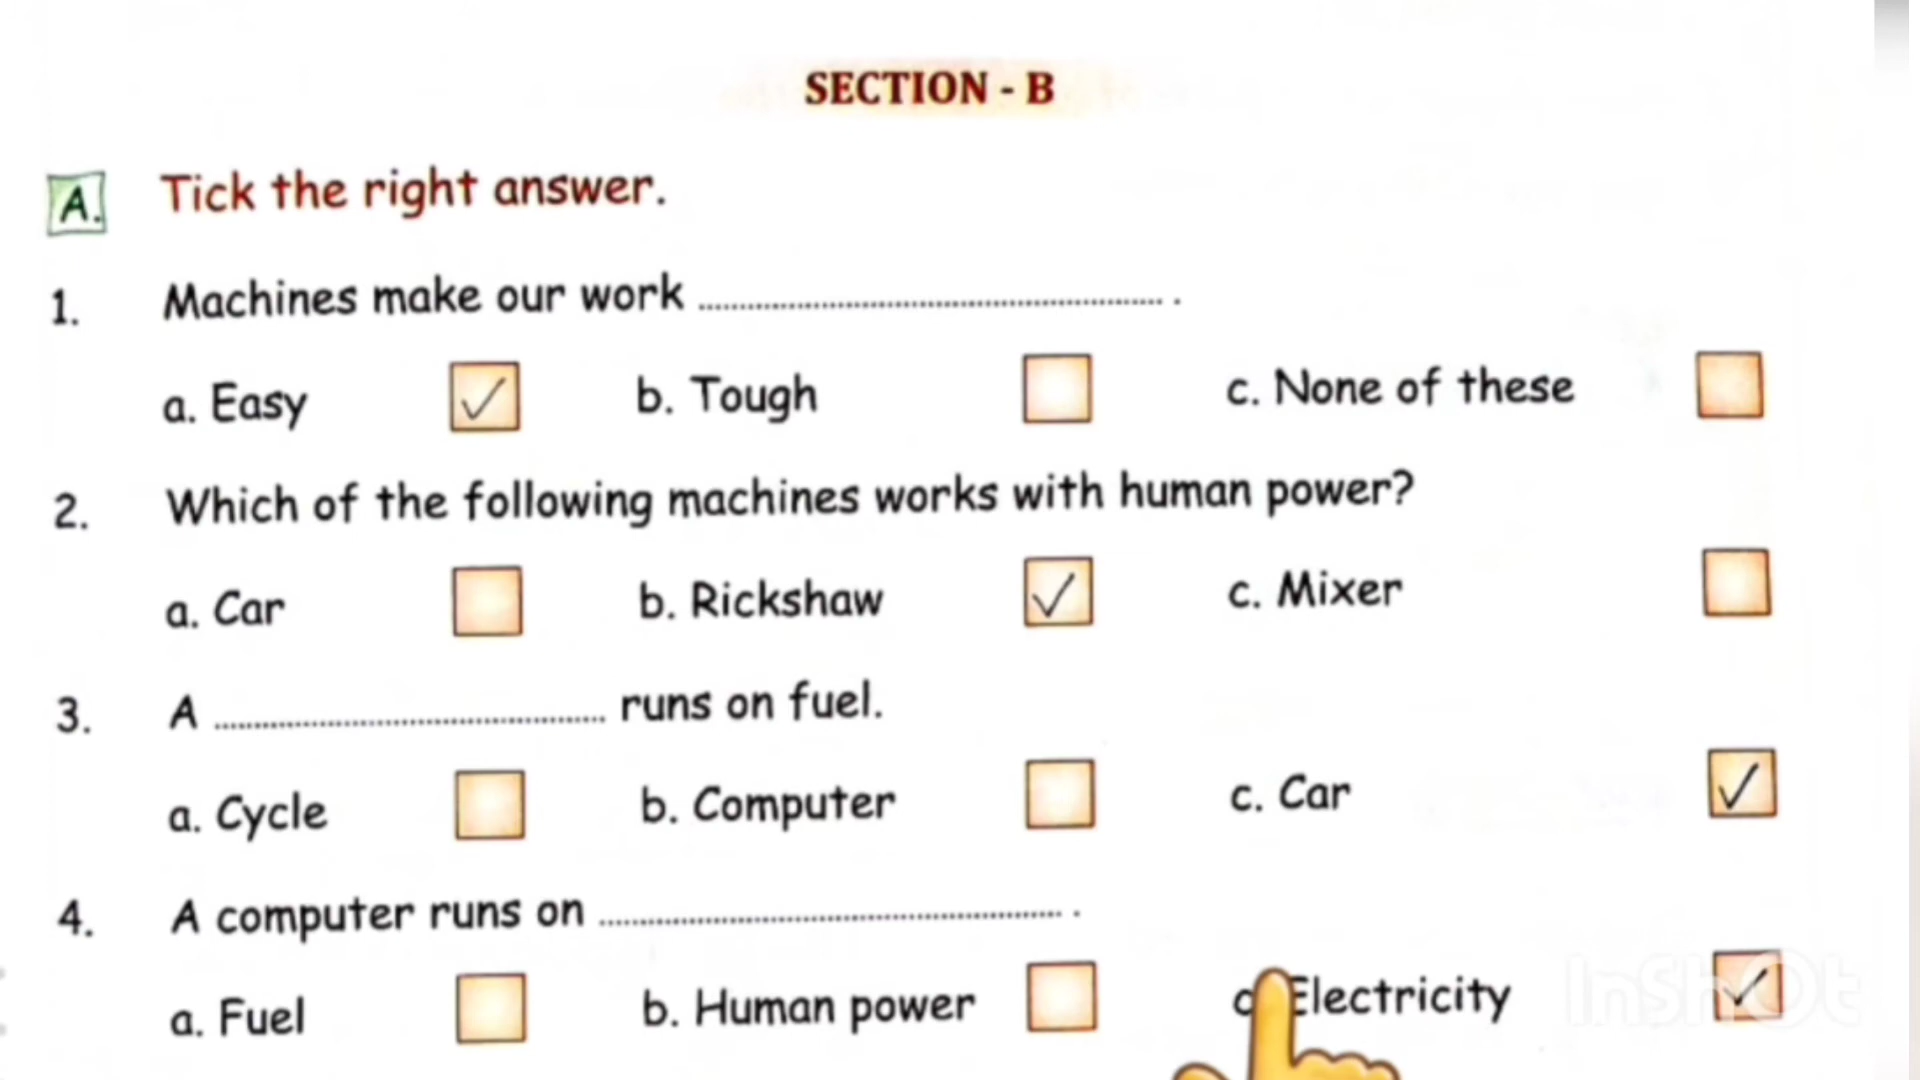 SECTION - B
A. Tick the right answer.
1. Machines make our work .................................................. .
a. Easy ✓ b. Tough c. None of these
2. Which of the following machines works with human power?
a. Car b. Rickshaw ✓ c. Mixer
3. A .......................................... runs on fuel.
a. Cycle b. Computer c. Car ✓
4. A computer runs on .................................................. .
a. Fuel b. Human power c Electricity ✓
InShOt